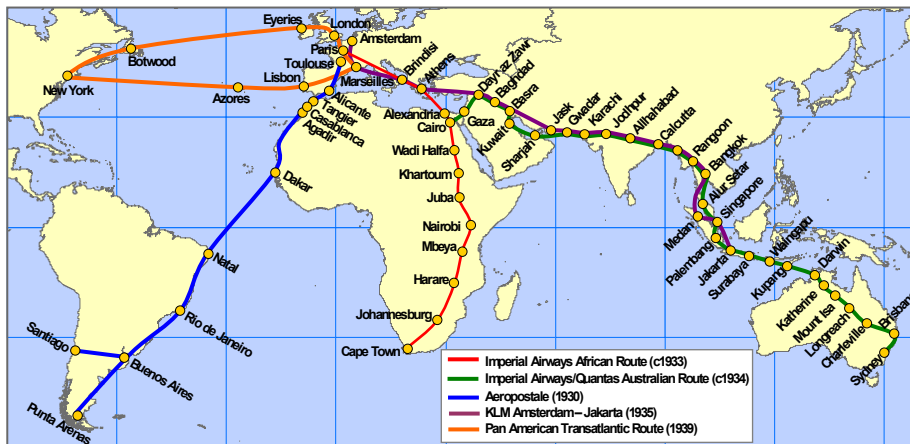 Eyeries
London
Amsterdam
Paris
Toulouse
Botwood
New York
Azores
Lisbon
Marseilles
Brindisi
Athens
Dayr az Zawr
Baghdad
Basra
Alicante
Tangier
Casablanca
Agadir
Alexandria
Cairo
Gaza
Kuwait
Sharjah
Jask
Gwadar
Karachi
Jodhpur
Allhahabad
Calcutta
Rangoon
Bangkok
Alur Setar
Singapore
Wadi Halfa
Khartoum
Juba
Nairobi
Mbeya
Harare
Johannesburg
Cape Town
Dakar
Natal
Rio de Janeiro
Santiago
Buenos Aires
Punta Arenas
Medan
Palembang
Jakarta
Surabaya
Waingapu
Kupang
Darwin
Katherine
Mount Isa
Longreach
Charleville
Brisban
Sydney
Imperial Airways African Route (c1933)
Imperial Airways/Quantas Australian Route (c1934)
Aeropostale (1930)
KLM Amsterdam–Jakarta (1935)
Pan American Transatlantic Route (1939)